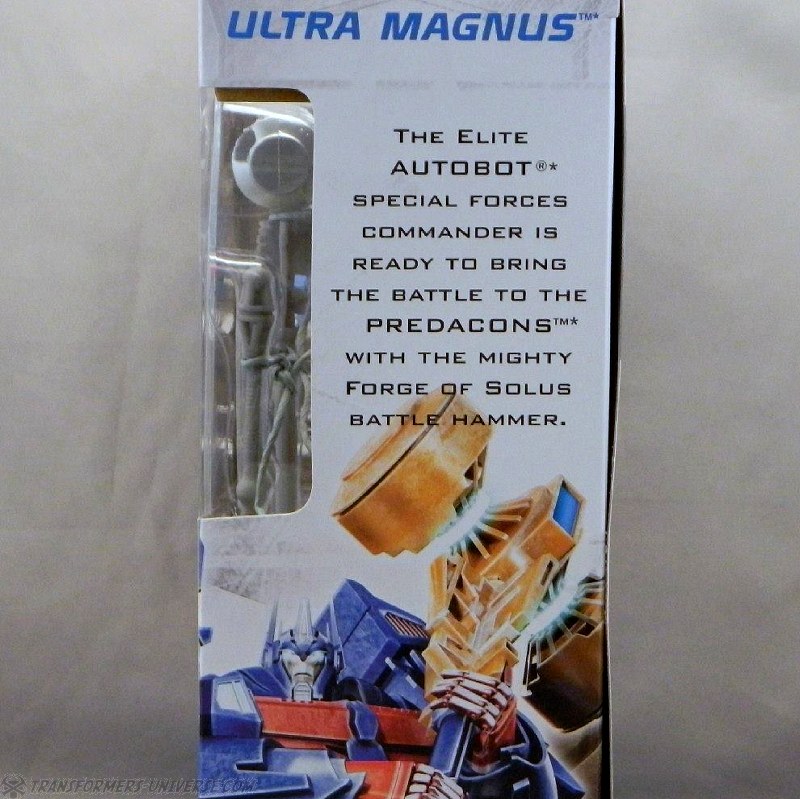 ULTRA MAGNUS™*
THE ELITE
AUTOBOT®*
SPECIAL FORCES
COMMANDER IS
READY TO BRING
THE BATTLE TO THE
PREDACONS™*
WITH THE MIGHTY
FORGE OF SOLUS
BATTLE HAMMER.
TRANSFORMERS-UNIVERSE.COM